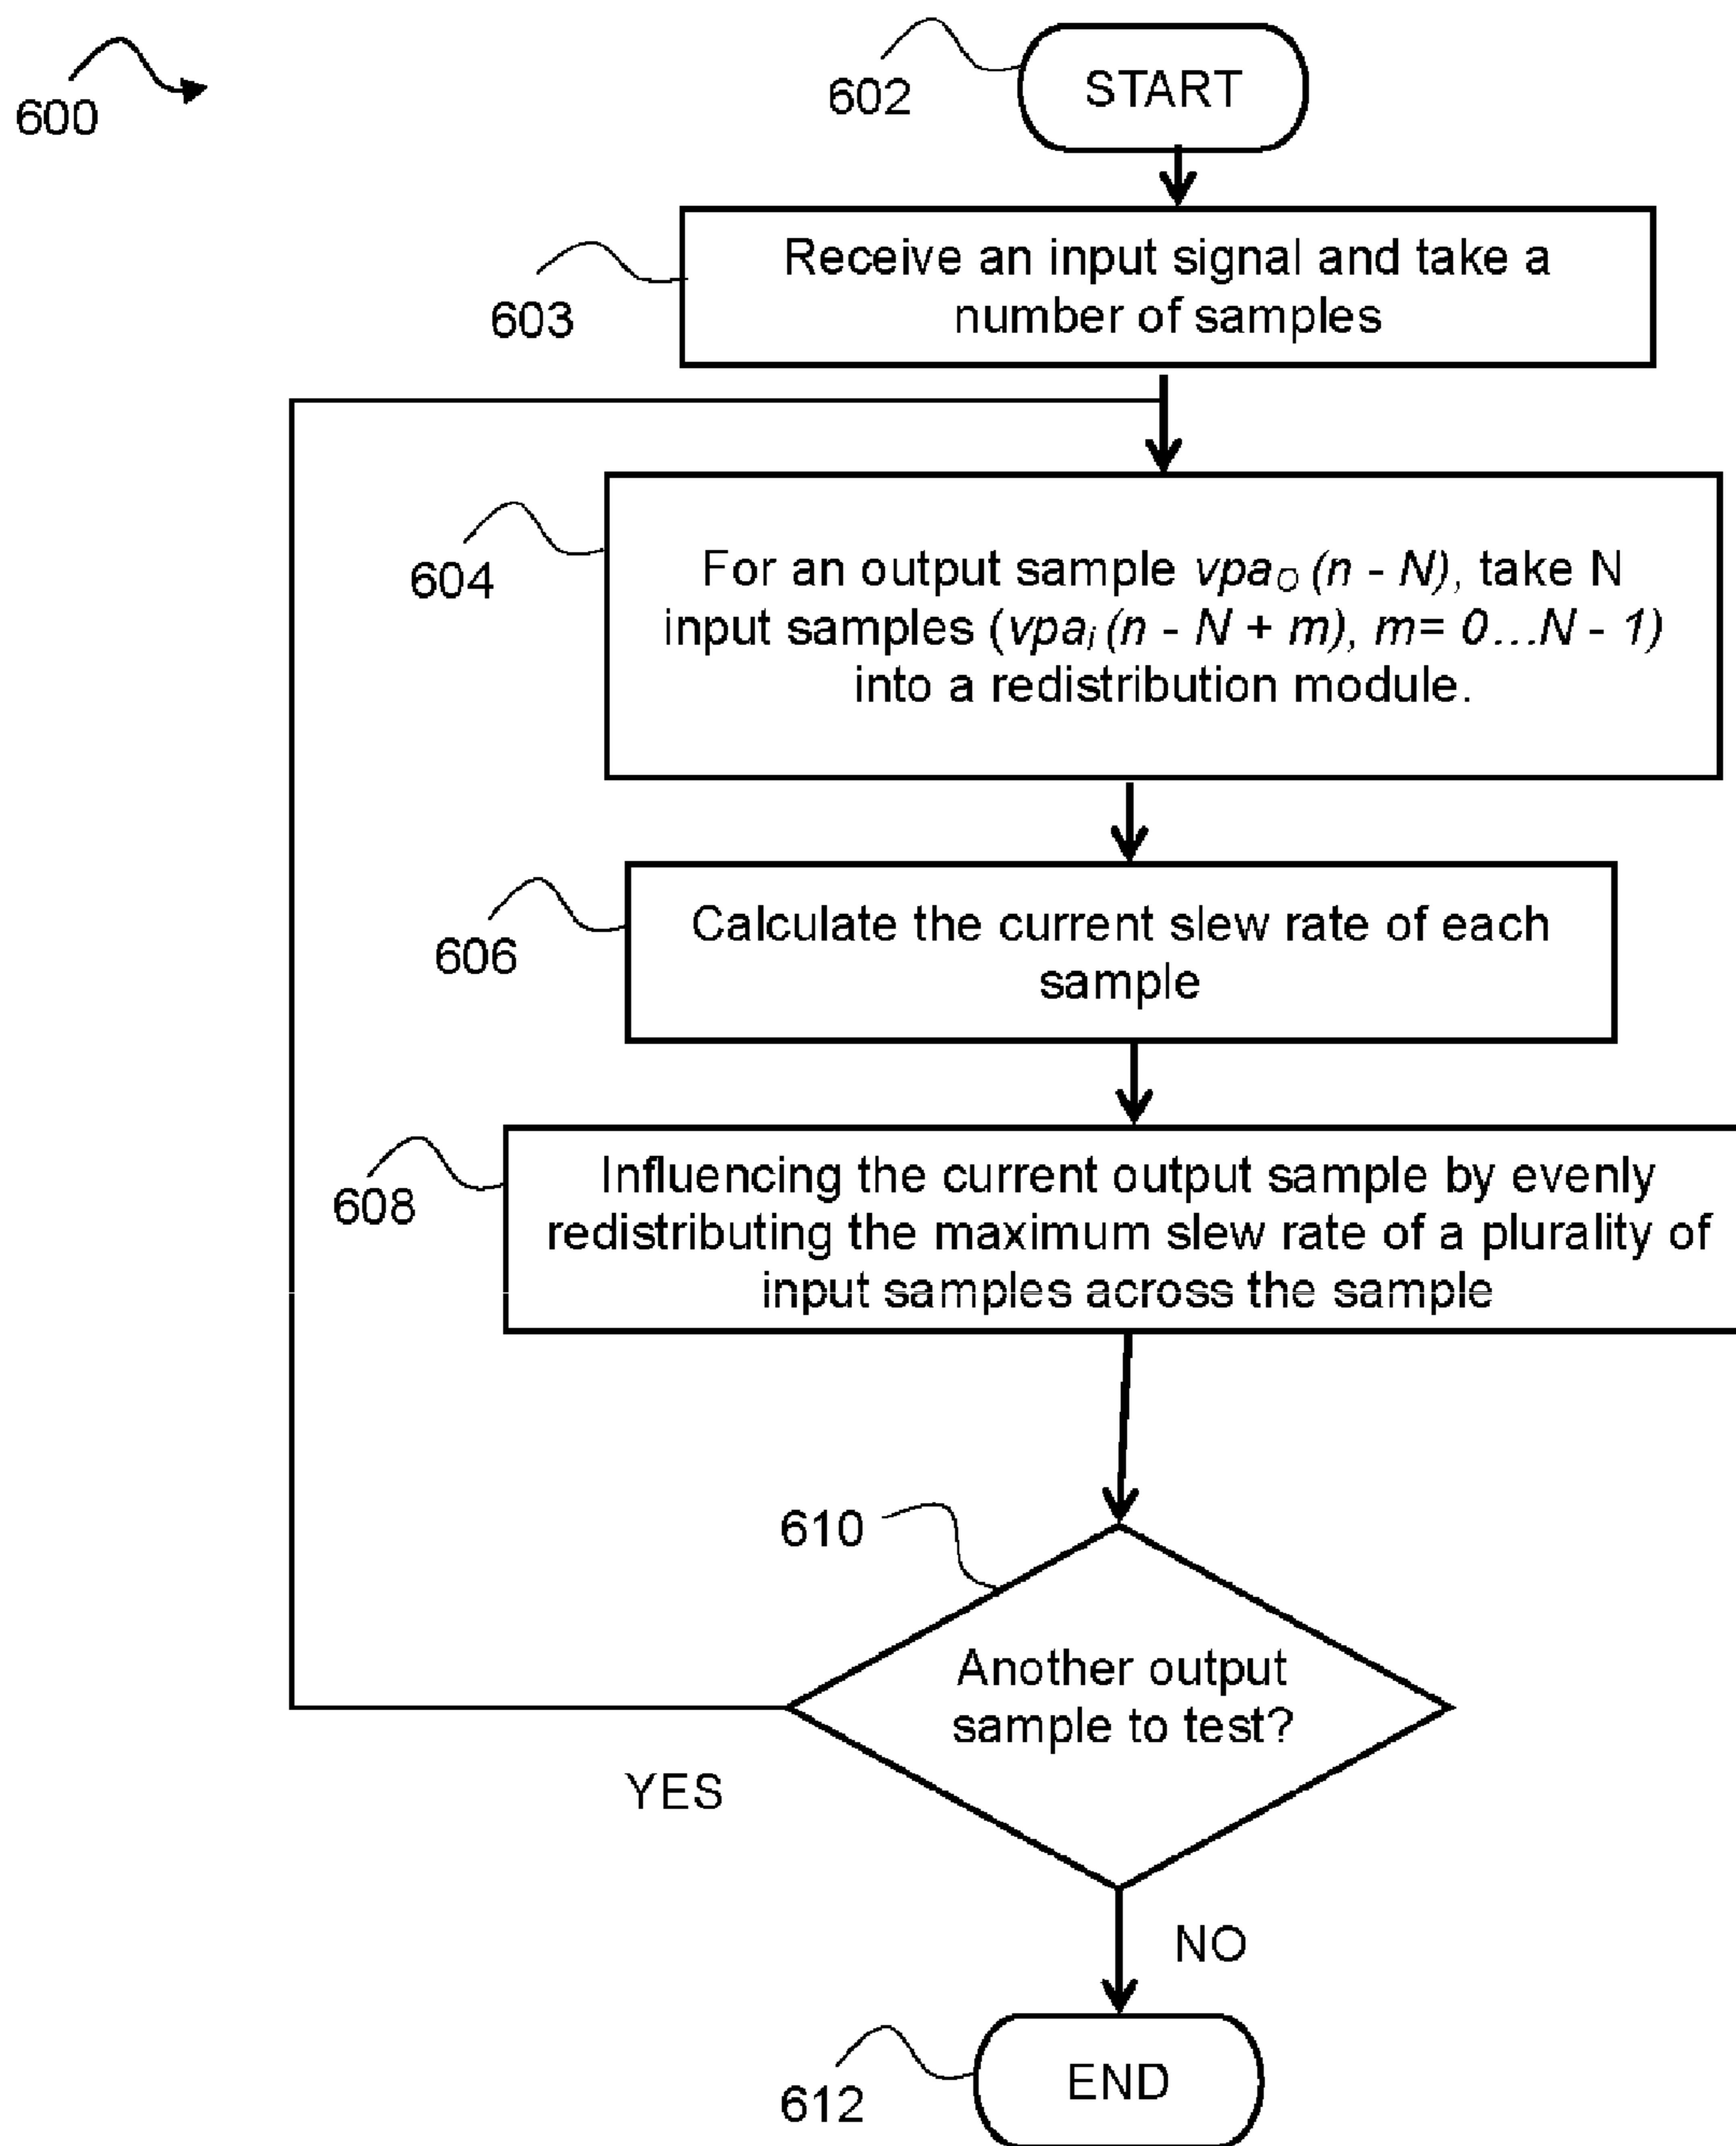 600
602
START
603
Receive an input signal and take a
number of samples
604
For an output sample vpaO (n - N), take N
input samples (vpai (n - N + m), m= 0...N - 1)
into a redistribution module.
606
Calculate the current slew rate of each
sample
608
Influencing the current output sample by evenly
redistributing the maximum slew rate of a plurality of
input samples across the sample
610
Another output
sample to test?
YES
NO
612
END